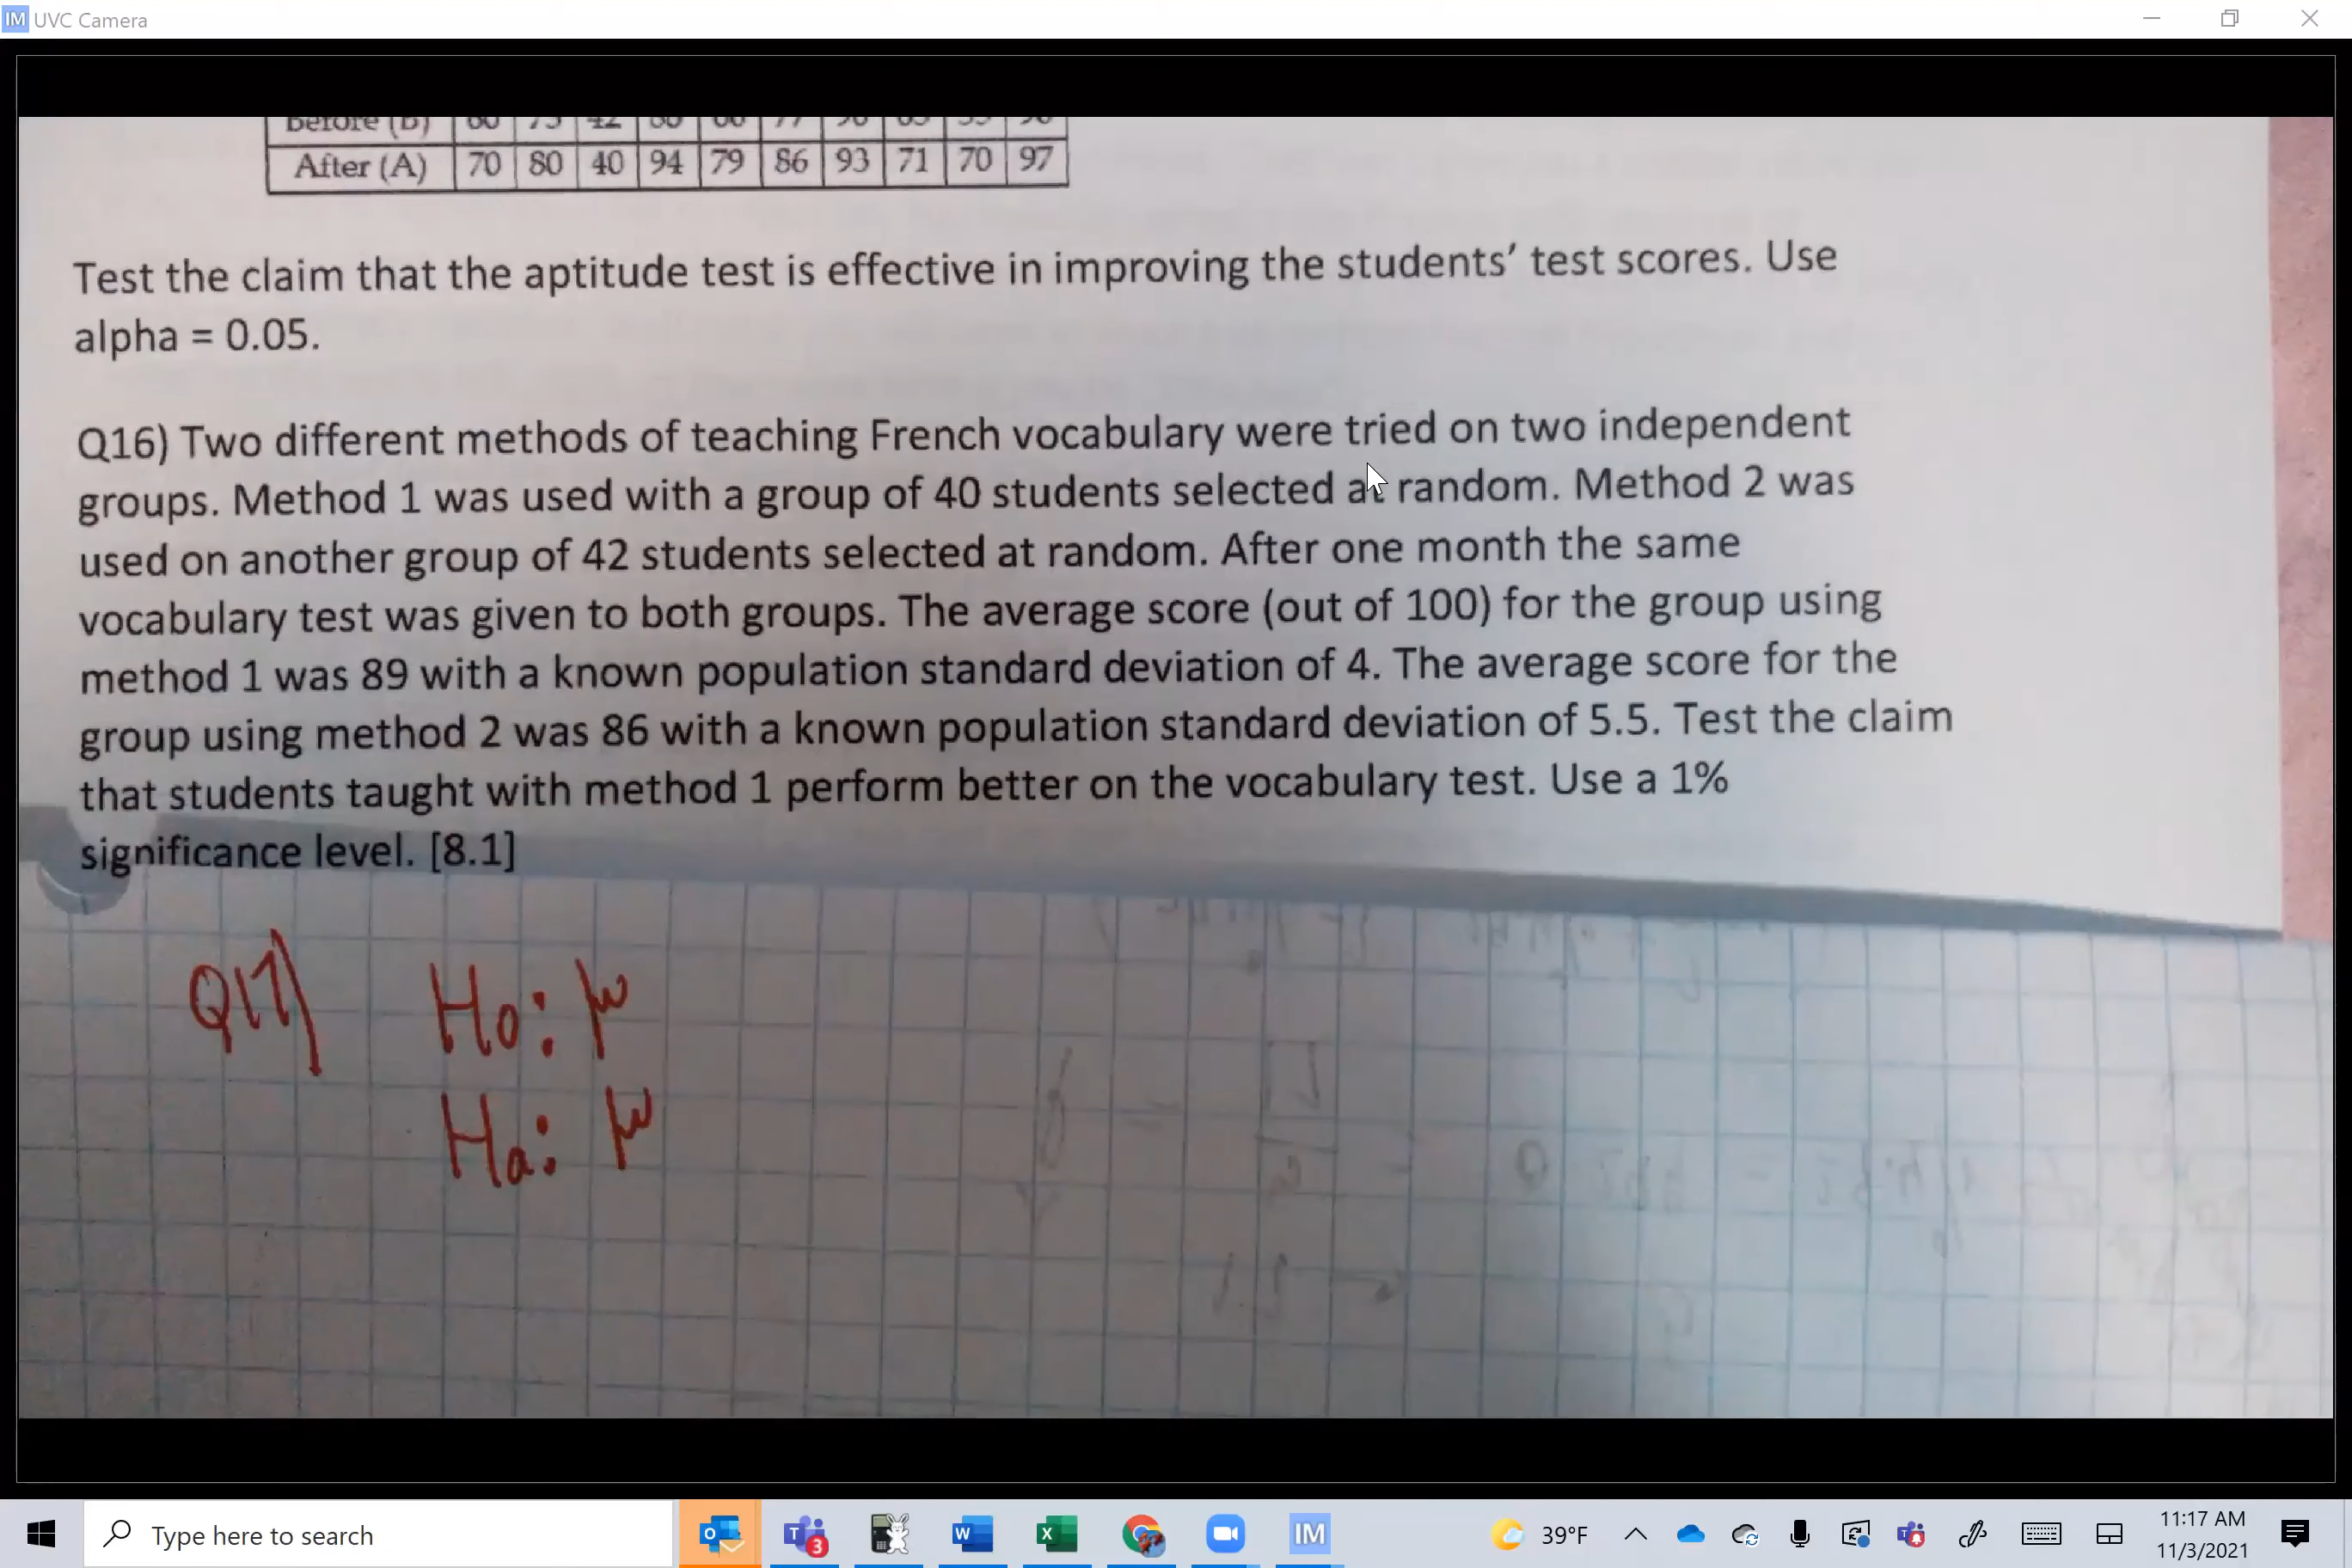 IM UVC Camera
Before (B)
After (A) 70 80 40 94 79 86 93 71 70 97
Test the claim that the aptitude test is effective in improving the students’ test scores. Use
alpha = 0.05.
Q16) Two different methods of teaching French vocabulary were tried on two independent
groups. Method 1 was used with a group of 40 students selected at random. Method 2 was
used on another group of 42 students selected at random. After one month the same
vocabulary test was given to both groups. The average score (out of 100) for the group using
method 1 was 89 with a known population standard deviation of 4. The average score for the
group using method 2 was 86 with a known population standard deviation of 5.5. Test the claim
that students taught with method 1 perform better on the vocabulary test. Use a 1%
significance level. [8.1]
Q17) Ho: μ
Ha: μ
Type here to search
3
IM
39°F
11:17 AM
11/3/2021